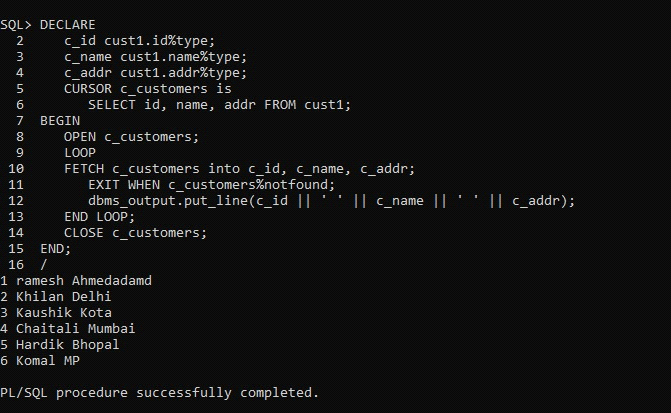 SQL> DECLARE
  2     c_id cust1.id%type;
  3     c_name cust1.name%type;
  4     c_addr cust1.addr%type;
  5     CURSOR c_customers is
  6        SELECT id, name, addr FROM cust1;
  7  BEGIN
  8     OPEN c_customers;
  9     LOOP
 10     FETCH c_customers into c_id, c_name, c_addr;
 11        EXIT WHEN c_customers%notfound;
 12        dbms_output.put_line(c_id || ' ' || c_name || ' ' || c_addr);
 13     END LOOP;
 14     CLOSE c_customers;
 15  END;
 16  /
1 ramesh Ahmedadamd
2 Khilan Delhi
3 Kaushik Kota
4 Chaitali Mumbai
5 Hardik Bhopal
6 Komal MP
PL/SQL procedure successfully completed.